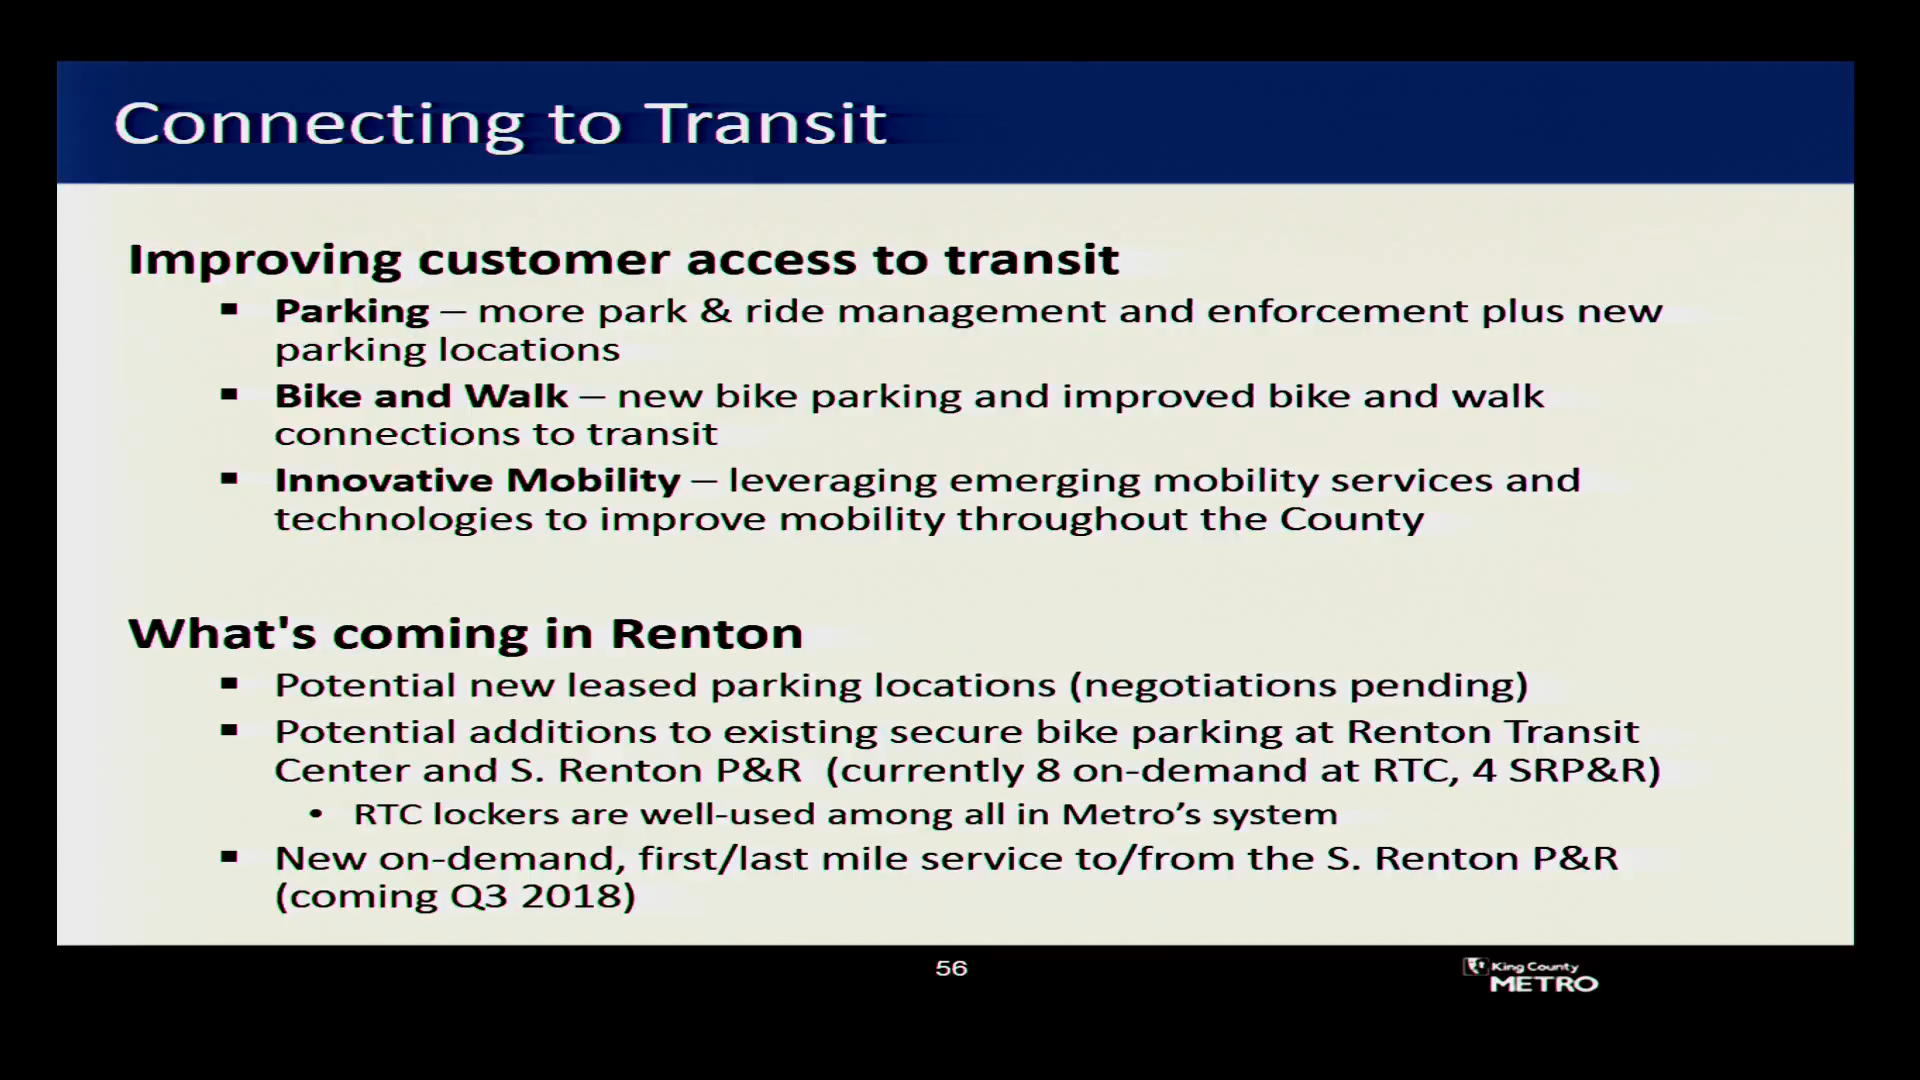 Connecting to Transit
Improving customer access to transit
▪ Parking – more park & ride management and enforcement plus new
parking locations
▪ Bike and Walk – new bike parking and improved bike and walk
connections to transit
▪ Innovative Mobility – leveraging emerging mobility services and
technologies to improve mobility throughout the County
What's coming in Renton
▪ Potential new leased parking locations (negotiations pending)
▪ Potential additions to existing secure bike parking at Renton Transit
Center and S. Renton P&R (currently 8 on-demand at RTC, 4 SRP&R)
• RTC lockers are well-used among all in Metro’s system
▪ New on-demand, first/last mile service to/from the S. Renton P&R
(coming Q3 2018)
56
King County
METRO